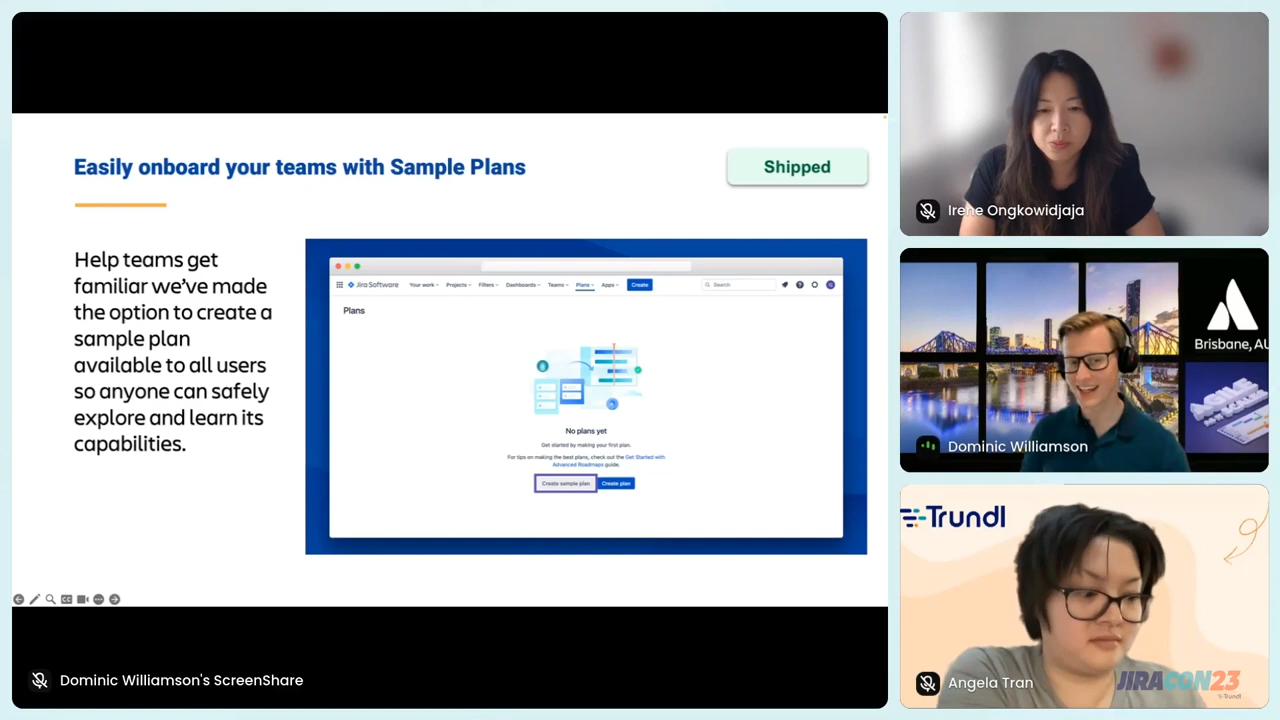 Easily onboard your teams with Sample Plans
Shipped
Help teams get
familiar we've made
the option to create a
sample plan
available to all users
so anyone can safely
explore and learn its
capabilities.
Jira Software Your work Projects Filters Dashboards Teams Plans Apps Create Search
Plans
No plans yet
Get started by making your first plan.
For tips on making the best plans, check out the Get Started with
Advanced Roadmaps guide.
Create sample plan Create plan
Dominic Williamson's ScreenShare
Irene Ongkowidjaja
Brisbane, AU
Dominic Williamson
Trundl
Angela Tran
JIRACON23
Trundl